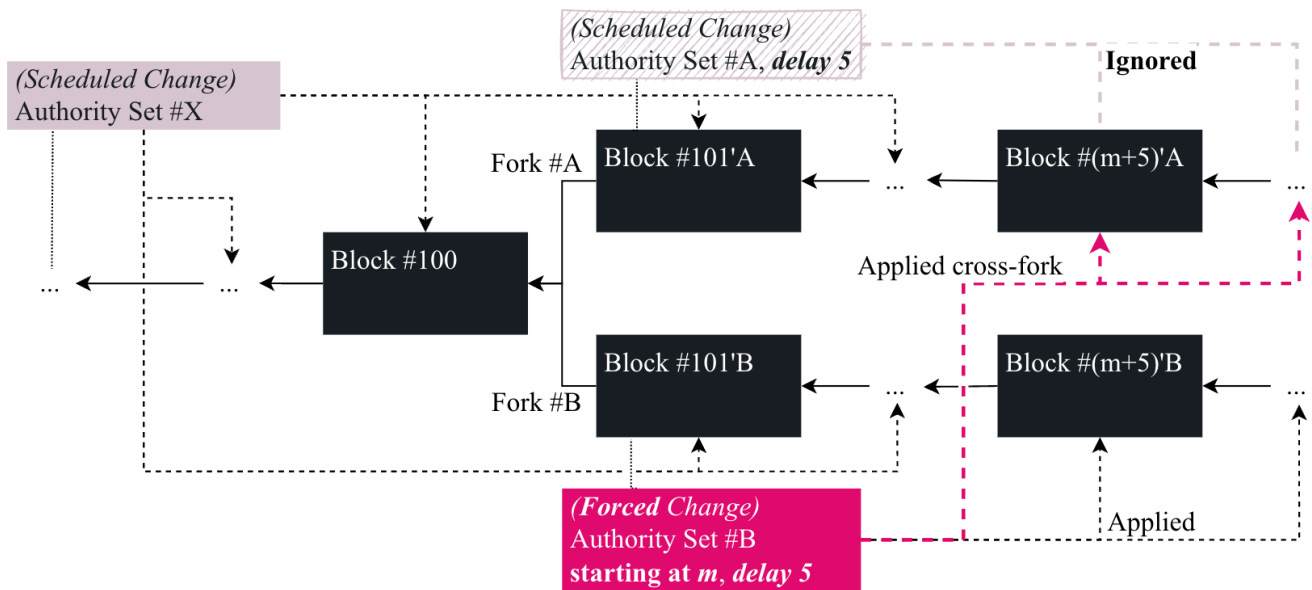 (Scheduled Change)
Authority Set #A, delay 5
Ignored
(Scheduled Change)
Authority Set #X
Fork #A
Block #101'A
...
Block #(m+5)'A
...
...
...
Block #100
Applied cross-fork
Fork #B
Block #101'B
...
Block #(m+5)'B
...
(Forced Change)
Authority Set #B
starting at m, delay 5
Applied